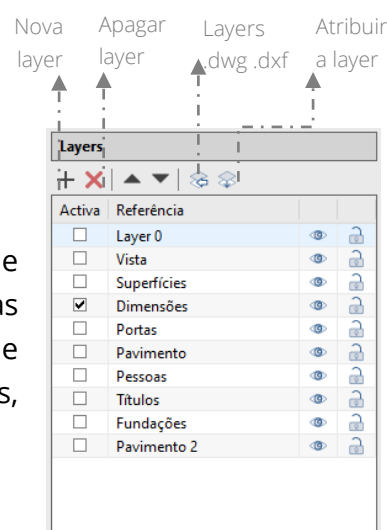 Nova layer
Apagar layer
Layers .dwg .dxf
Atribuir a layer
Layers
Activa Referência
Layer 0
Vista
Superfícies
Dimensões
Portas
Pavimento
Pessoas
Títulos
Fundações
Pavimento 2
e
as
e
s,